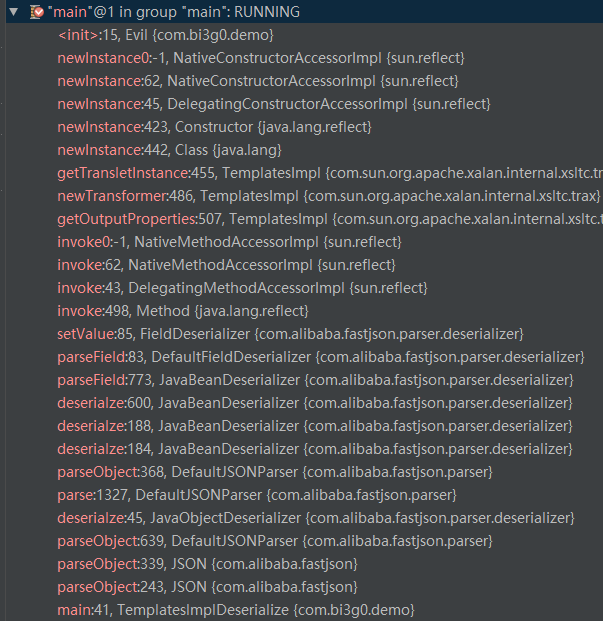 "main"@1 in group "main": RUNNING
<init>:15, Evil {com.bi3g0.demo}
newInstance0:-1, NativeConstructorAccessorImpl {sun.reflect}
newInstance:62, NativeConstructorAccessorImpl {sun.reflect}
newInstance:45, DelegatingConstructorAccessorImpl {sun.reflect}
newInstance:423, Constructor {java.lang.reflect}
newInstance:442, Class {java.lang}
getTransletInstance:455, TemplatesImpl {com.sun.org.apache.xalan.internal.xsltc.tr
newTransformer:486, TemplatesImpl {com.sun.org.apache.xalan.internal.xsltc.trax}
getOutputProperties:507, TemplatesImpl {com.sun.org.apache.xalan.internal.xsltc.t
invoke0:-1, NativeMethodAccessorImpl {sun.reflect}
invoke:62, NativeMethodAccessorImpl {sun.reflect}
invoke:43, DelegatingMethodAccessorImpl {sun.reflect}
invoke:498, Method {java.lang.reflect}
setValue:85, FieldDeserializer {com.alibaba.fastjson.parser.deserializer}
parseField:83, DefaultFieldDeserializer {com.alibaba.fastjson.parser.deserializer}
parseField:773, JavaBeanDeserializer {com.alibaba.fastjson.parser.deserializer}
deserialze:600, JavaBeanDeserializer {com.alibaba.fastjson.parser.deserializer}
deserialze:188, JavaBeanDeserializer {com.alibaba.fastjson.parser.deserializer}
deserialze:184, JavaBeanDeserializer {com.alibaba.fastjson.parser.deserializer}
parseObject:368, DefaultJSONParser {com.alibaba.fastjson.parser}
parse:1327, DefaultJSONParser {com.alibaba.fastjson.parser}
deserialze:45, JavaObjectDeserializer {com.alibaba.fastjson.parser.deserializer}
parseObject:639, DefaultJSONParser {com.alibaba.fastjson.parser}
parseObject:339, JSON {com.alibaba.fastjson}
parseObject:243, JSON {com.alibaba.fastjson}
main:41, TemplatesImplDeserialize {com.bi3g0.demo}